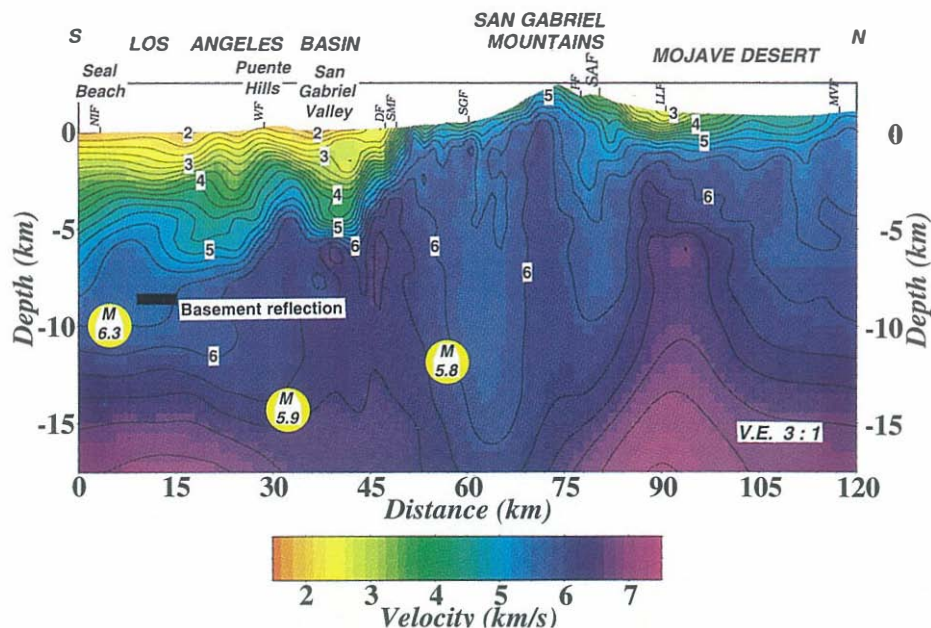 S LOS ANGELES BASIN SAN GABRIEL MOUNTAINS MOJAVE DESERT N
Seal Beach
Puente Hills
San Gabriel Valley
NIF WF DF SMF SGF SAF LLF MVF
0 2 2 5 3 0
3 3 4
4 4 5
-5 5 5 6 6 6 6 -5
Depth (km)
Depth (km)
Basement reflection
M 6.3
-10 -10
6
M 5.8
M 5.9
-15 -15
V.E. 3 : 1
0 15 30 45 60 75 90 105 120
Distance (km)
2 3 4 5 6 7
Velocity (km/s)